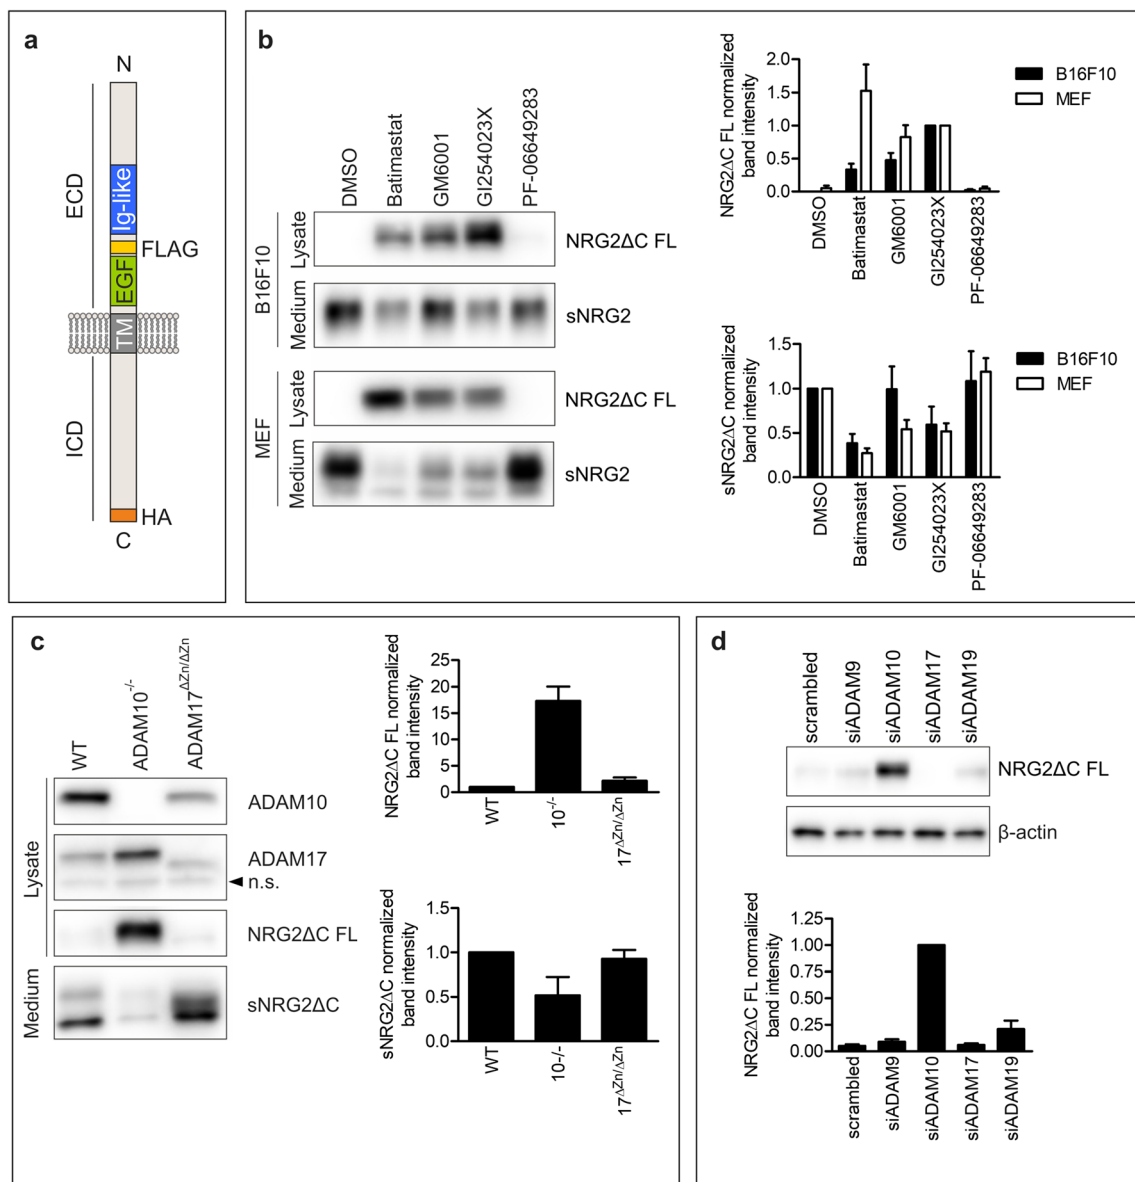 a
N
ECD
Ig-like
FLAG
EGF
TM
ICD
HA
C
b
DMSO
Batimastat
GM6001
GI254023X
PF-06649283
B16F10
Lysate
NRG2ΔC FL
Medium
sNRG2
MEF
Lysate
NRG2ΔC FL
Medium
sNRG2
NRG2ΔC FL normalized
band intensity
2.0
1.5
1.0
0.5
0.0
DMSO
Batimastat
GM6001
GI254023X
PF-06649283
B16F10
MEF
sNRG2ΔC normalized
band intensity
1.5
1.0
0.5
0.0
DMSO
Batimastat
GM6001
GI254023X
PF-06649283
B16F10
MEF
c
WT
ADAM10-/-
ADAM17ΔZn/ΔZn
Lysate
ADAM10
ADAM17
n.s.
NRG2ΔC FL
Medium
sNRG2ΔC
NRG2ΔC FL normalized
band intensity
25
20
15
10
5
0
WT
10-/-
17ΔZn/ΔZn
sNRG2ΔC normalized
band intensity
1.5
1.0
0.5
0.0
WT
10-/-
17ΔZn/ΔZn
d
scrambled
siADAM9
siADAM10
siADAM17
siADAM19
NRG2ΔC FL
β-actin
NRG2ΔC FL normalized
band intensity
1.25
1.00
0.75
0.50
0.25
0.00
scrambled
siADAM9
siADAM10
siADAM17
siADAM19